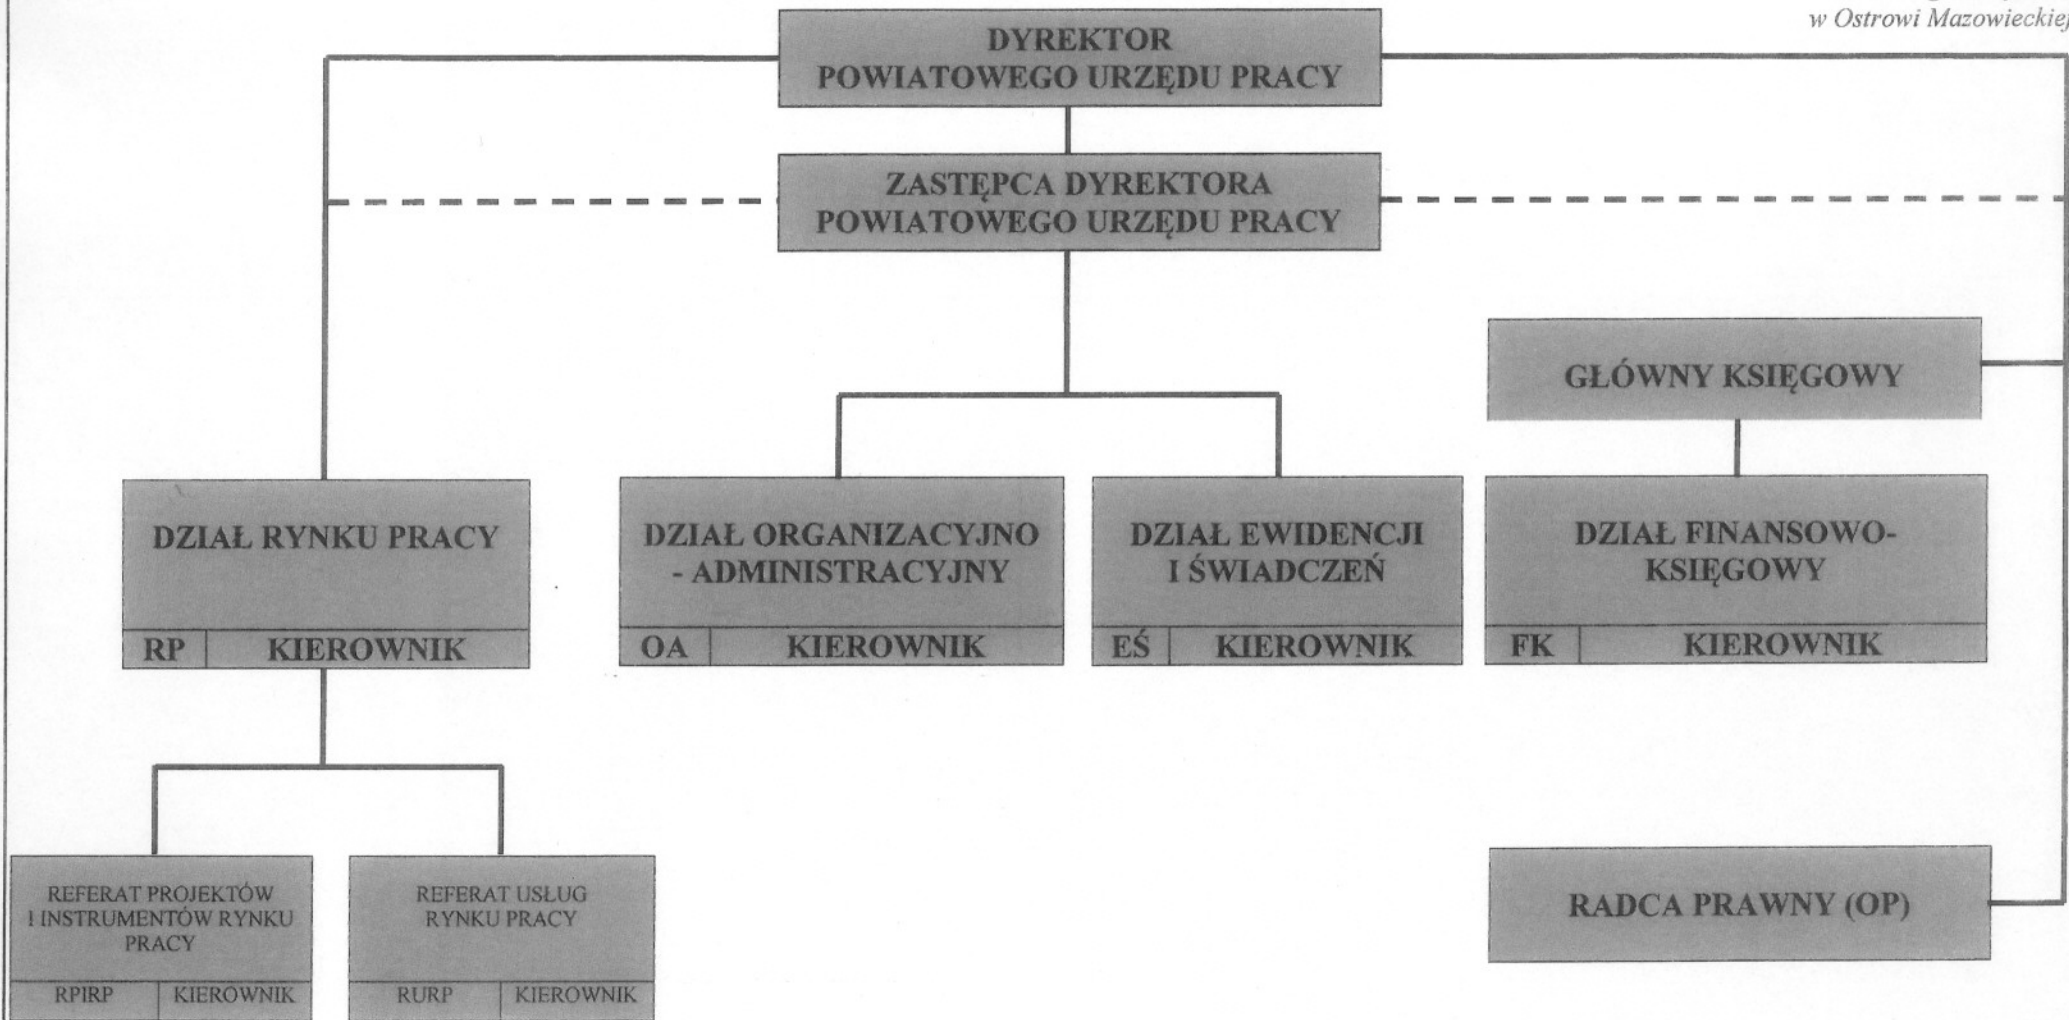 w Ostrowi Mazowieckiej
DYREKTOR
POWIATOWEGO URZĘDU PRACY
ZASTĘPCA DYREKTORA
POWIATOWEGO URZĘDU PRACY
GŁÓWNY KSIĘGOWY
DZIAŁ RYNKU PRACY
RP KIEROWNIK
DZIAŁ ORGANIZACYJNO
- ADMINISTRACYJNY
OA KIEROWNIK
DZIAŁ EWIDENCJI
I ŚWIADCZEŃ
EŚ KIEROWNIK
DZIAŁ FINANSOWO-
KSIĘGOWY
FK KIEROWNIK
REFERAT PROJEKTÓW
I INSTRUMENTÓW RYNKU
PRACY
RPIRP KIEROWNIK
REFERAT USŁUG
RYNKU PRACY
RURP KIEROWNIK
RADCA PRAWNY (OP)